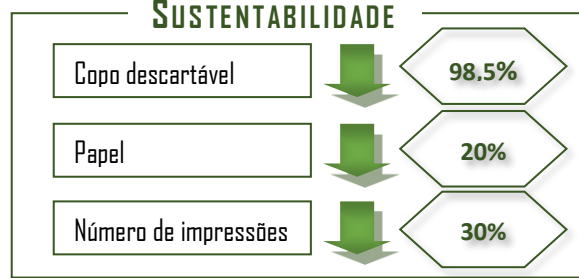 SUSTENTABILIDADE
Copo descartável 98,5%
Papel 20%
Número de impressões 30%